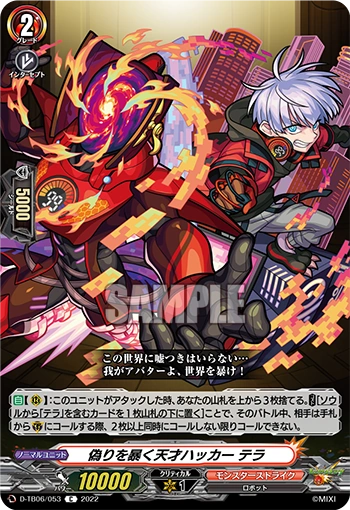 2
グレード
インターセプト
シールド
5000
SAMPLE
この世界に嘘つきはいらない…
我がアバターよ、世界を暴け！
自【R】：このユニットがアタックした時、あなたの山札を上から3枚捨てる。【ソウ
ルから「テラ」を含むカードを1枚山札の下に置く】ことで、そのバトル中、相手は手札
から Gにコールする際、2枚以上同時にコールしない限りコールできない。
ノーマルユニット
偽りを暴く天才ハッカー テラ
パワー
10000
クリティカル
1
モンスターストライク
ロボット
D-TB06/053 C 2022
©MIXI